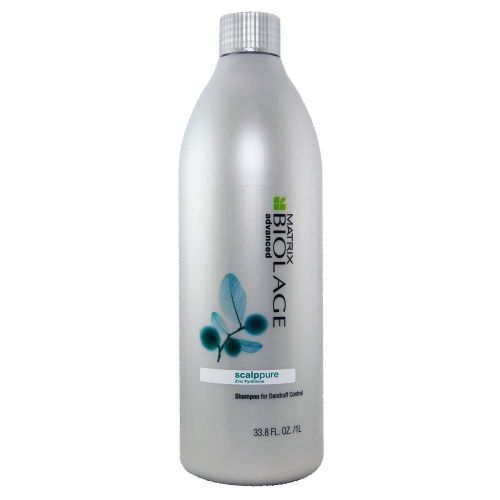 MATRIX
BIOLAGE
advanced
scalppure
Zinc Pyrithione
Shampoo for Dandruff Control
33.8 FL. OZ. /1L